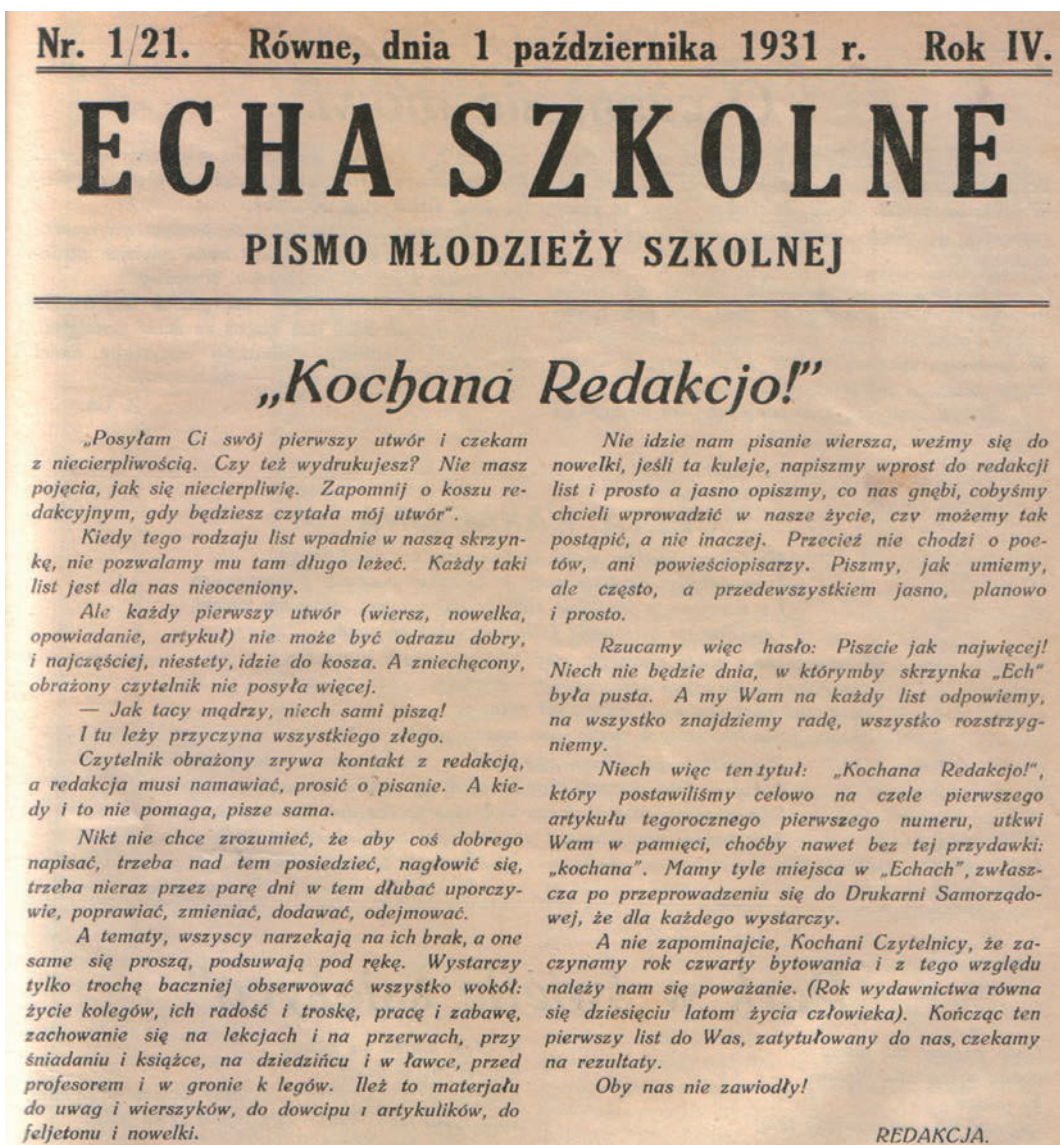 Nr. 1/21. Równe, dnia 1 października 1931 r. Rok IV.
ECHA SZKOLNE
PISMO MŁODZIEŻY SZKOLNEJ
„Kochana Redakcjo!”
„Posyłam Ci swój pierwszy utwór i czekam
z niecierpliwością. Czy też wydrukujesz? Nie masz
pojęcia, jak się niecierpliwię. Zapomnij o koszu re-
dakcyjnym, gdy będziesz czytała mój utwór“.
Kiedy tego rodzaju list wpadnie w naszą skrzyn-
kę, nie pozwalamy mu tam długo leżeć. Każdy taki
list jest dla nas nieoceniony.
Ale każdy pierwszy utwór (wiersz, nowelka,
opowiadanie, artykuł) nie może być odrazu dobry,
i najczęściej, niestety, idzie do kosza. A zniechęcony,
obrażony czytelnik nie posyła więcej.
— Jak tacy mądrzy, niech sami piszą!
I tu leży przyczyna wszystkiego złego.
Czytelnik obrażony zrywa kontakt z redakcją,
a redakcja musi namawiać, prosić o pisanie. A kie-
dy i to nie pomaga, pisze sama.
Nikt nie chce zrozumieć, że aby coś dobrego
napisać, trzeba nad tem posiedzieć, nagłowić się,
trzeba nieraz przez parę dni w tem dłubać uporczy-
wie, poprawiać, zmieniać, dodawać, odejmować.
A tematy, wszyscy narzekają na ich brak, a one
same się proszą, podsuwają pod rękę. Wystarczy
tylko trochę baczniej obserwować wszystko wokół:
życie kolegów, ich radość i troskę, pracę i zabawę,
zachowanie się na lekcjach i na przerwach, przy
śniadaniu i książce, na dziedzińcu i w ławce, przed
profesorem i w gronie k legów. Ileż to materjału
do uwag i wierszyków, do dowcipu i artykulików, do
feljetonu i nowelki.
Nie idzie nam pisanie wiersza, weźmy się do
nowelki, jeśli ta kuleje, napiszmy wprost do redakcji
list i prosto a jasno opiszmy, co nas gnębi, cobyśmy
chcieli wprowadzić w nasze życie, czy możemy tak
postąpić, a nie inaczej. Przecież nie chodzi o poe-
tów, ani powieściopisarzy. Piszmy, jak umiemy,
ale często, a przedewszystkiem jasno, planowo
i prosto.
Rzucamy więc hasło: Piszcie jak najwięcej!
Niech nie będzie dnia, w którymby skrzynka „Ech”
była pusta. A my Wam na każdy list odpowiemy,
na wszystko znajdziemy radę, wszystko rozstrzyg-
niemy.
Niech więc ten tytuł: „Kochana Redakcjo!”,
który postawiliśmy celowo na czele pierwszego
artykułu tegorocznego pierwszego numeru, utkwi
Wam w pamięci, choćby nawet bez tej przydawki:
„kochana”. Mamy tyle miejsca w „Echach”, zwłasz-
cza po przeprowadzeniu się do Drukarni Samorządo-
wej, że dla każdego wystarczy.
A nie zapominajcie, Kochani Czytelnicy, że za-
czynamy rok czwarty bytowania i z tego względu
należy nam się poważanie. (Rok wydawnictwa równa
się dziesięciu latom życia człowieka). Kończąc ten
pierwszy list do Was, zatytułowany do nas, czekamy
na rezultaty.
Oby nas nie zawiodły!
REDAKCJA.